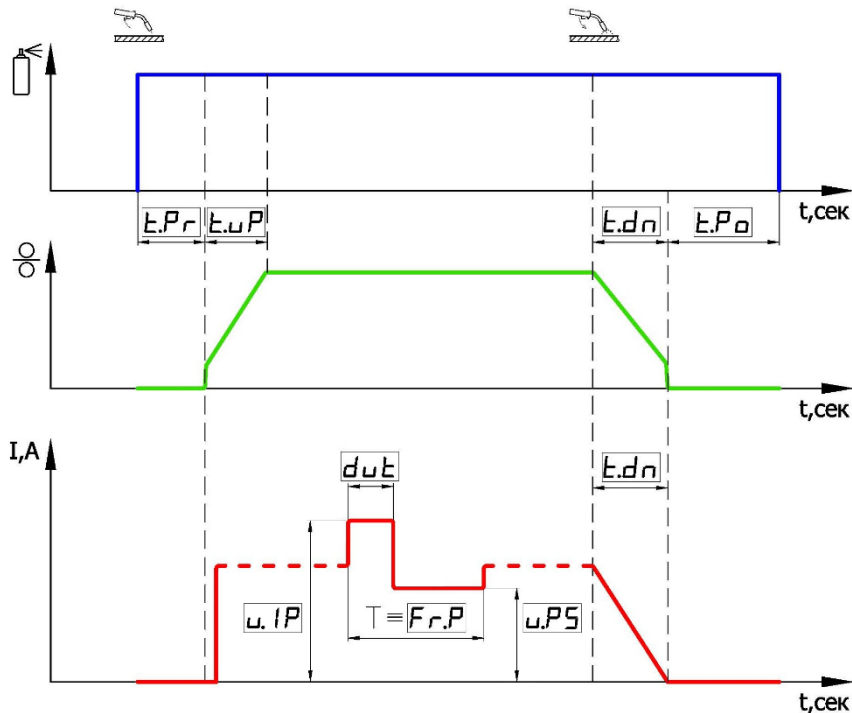 t.Pr
t.uP
t.dn
t.Po
t,сек
t,сек
I,A
dut
t.dn
u.1P
T ≡ Fr.P
u.PS
t,сек